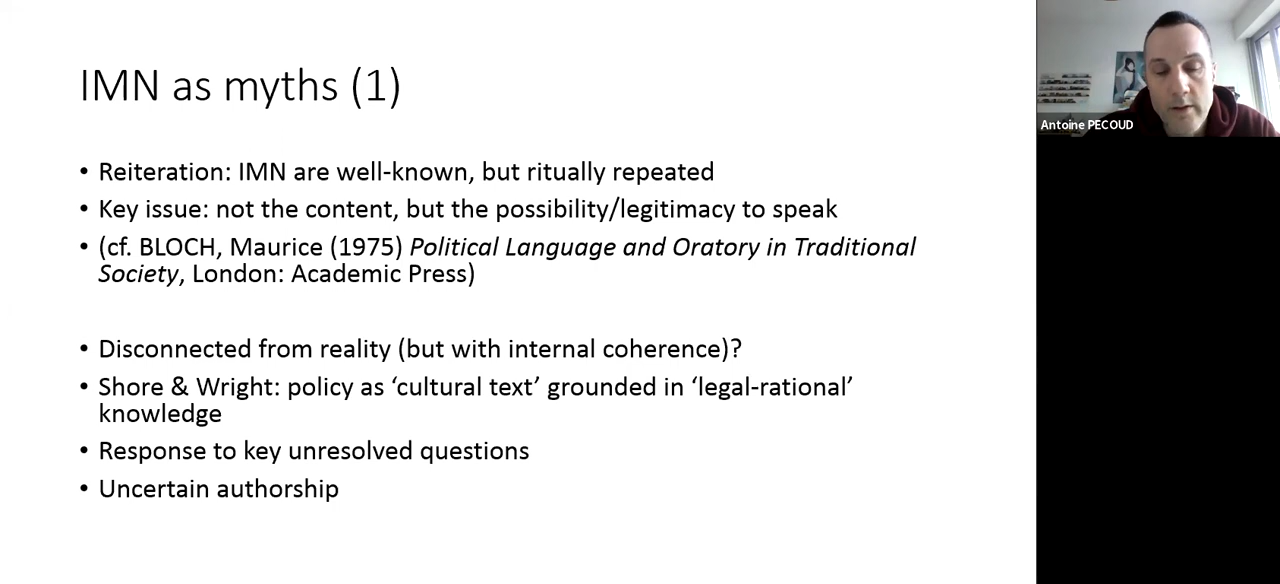 IMN as myths (1)
• Reiteration: IMN are well-known, but ritually repeated
• Key issue: not the content, but the possibility/legitimacy to speak
• (cf. BLOCH, Maurice (1975) Political Language and Oratory in Traditional
Society, London: Academic Press)
• Disconnected from reality (but with internal coherence)?
• Shore & Wright: policy as ‘cultural text’ grounded in ‘legal-rational’
knowledge
• Response to key unresolved questions
• Uncertain authorship
Antoine PECOUD